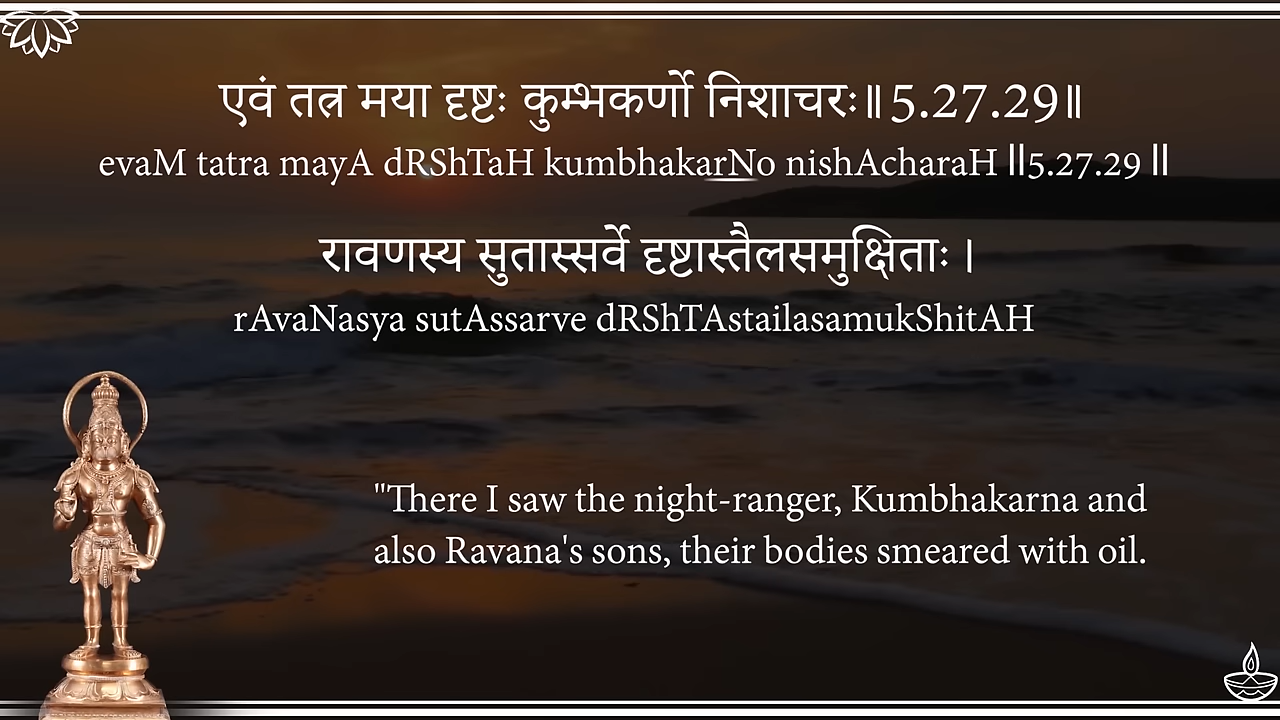 एवं तत्र मया दृष्टः कुम्भकर्णो निशाचरः॥5.27.29॥
evaM tatra mayA dRShTaH kumbhakarNo nishAcharaH ||5.27.29 ||
रावणस्य सुतास्सर्वे दृष्टास्तैलसमुक्षिताः ।
rAvaNasya sutAssarve dRShTAstailasamukShitAH
"There I saw the night-ranger, Kumbhakarna and
also Ravana's sons, their bodies smeared with oil.